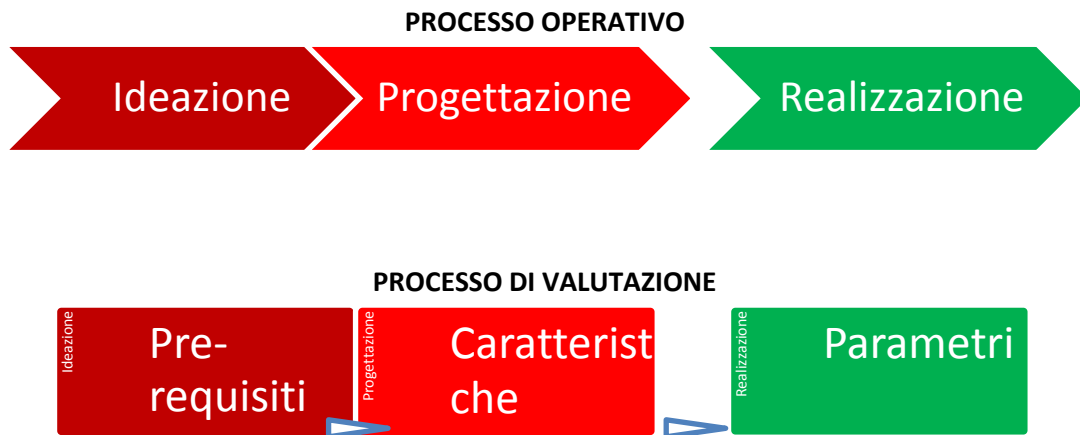 PROCESSO OPERATIVO
Ideazione
Progettazione
Realizzazione
PROCESSO DI VALUTAZIONE
Ideazione
Pre-
requisiti
Progettazione
Caratterist
che
Realizzazione
Parametri